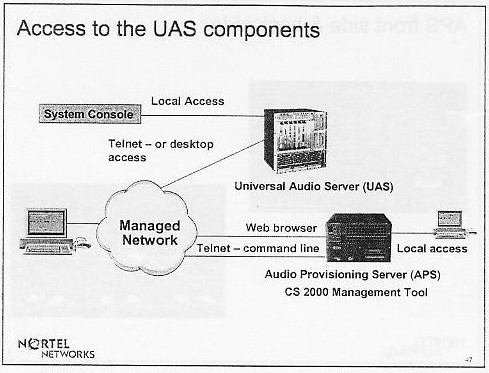 Access to the UAS components
Local Access
System Console
Telnet – or desktop
access
Universal Audio Server (UAS)
Managed
Network
Web browser
Telnet – command line
Local access
Audio Provisioning Server (APS)
CS 2000 Management Tool
NORTEL
NETWORKS
47